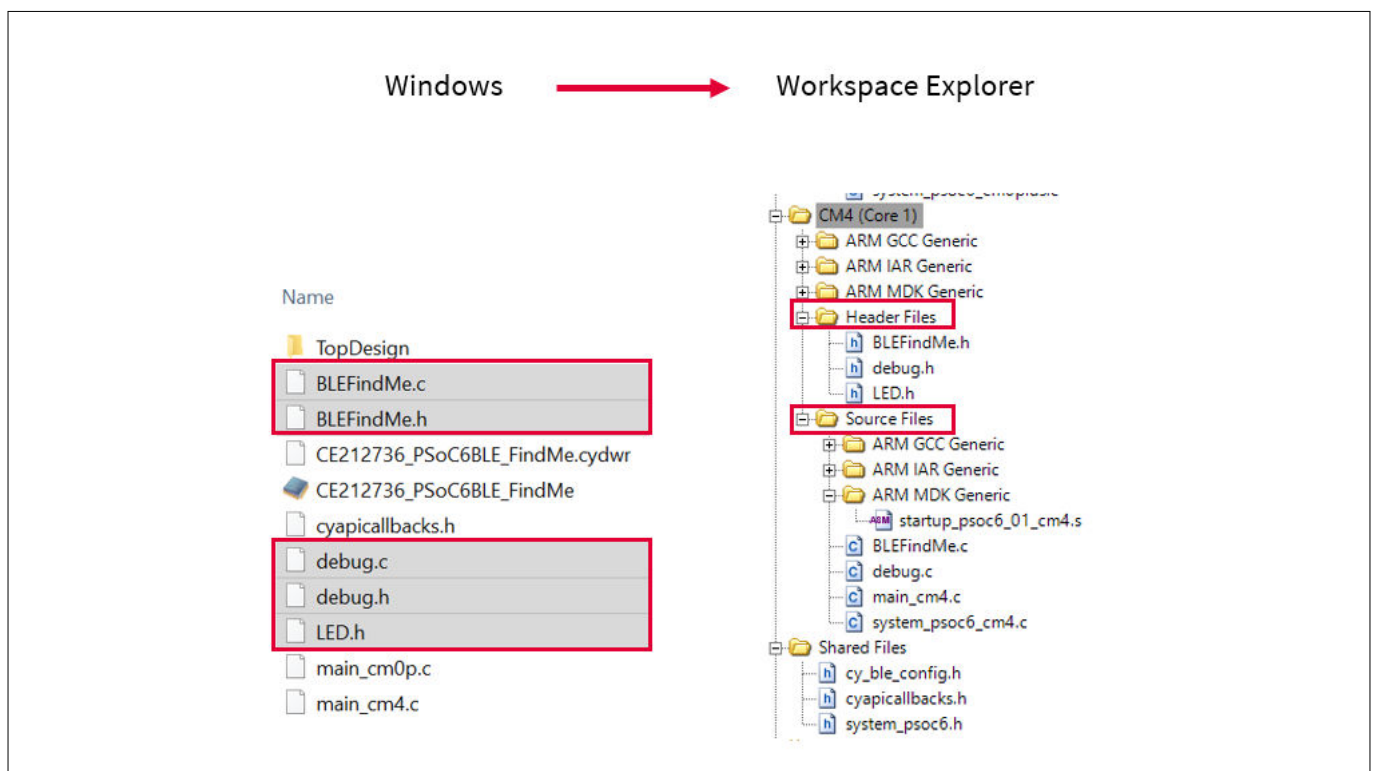 Windows
Workspace Explorer
Name
TopDesign
BLEFindMe.c
BLEFindMe.h
CE212736_PSoC6BLE_FindMe.cydwr
CE212736_PSoC6BLE_FindMe
cyapicallbacks.h
debug.c
debug.h
LED.h
main_cm0p.c
main_cm4.c
CM4 (Core 1)
ARM GCC Generic
ARM IAR Generic
ARM MDK Generic
Header Files
h BLEFindMe.h
h debug.h
h LED.h
Source Files
ARM GCC Generic
ARM IAR Generic
ARM MDK Generic
ASM startup_psoc6_01_cm4.s
C BLEFindMe.c
C debug.c
C main_cm4.c
C system_psoc6_cm4.c
Shared Files
h cy_ble_config.h
h cyapicallbacks.h
h system_psoc6.h